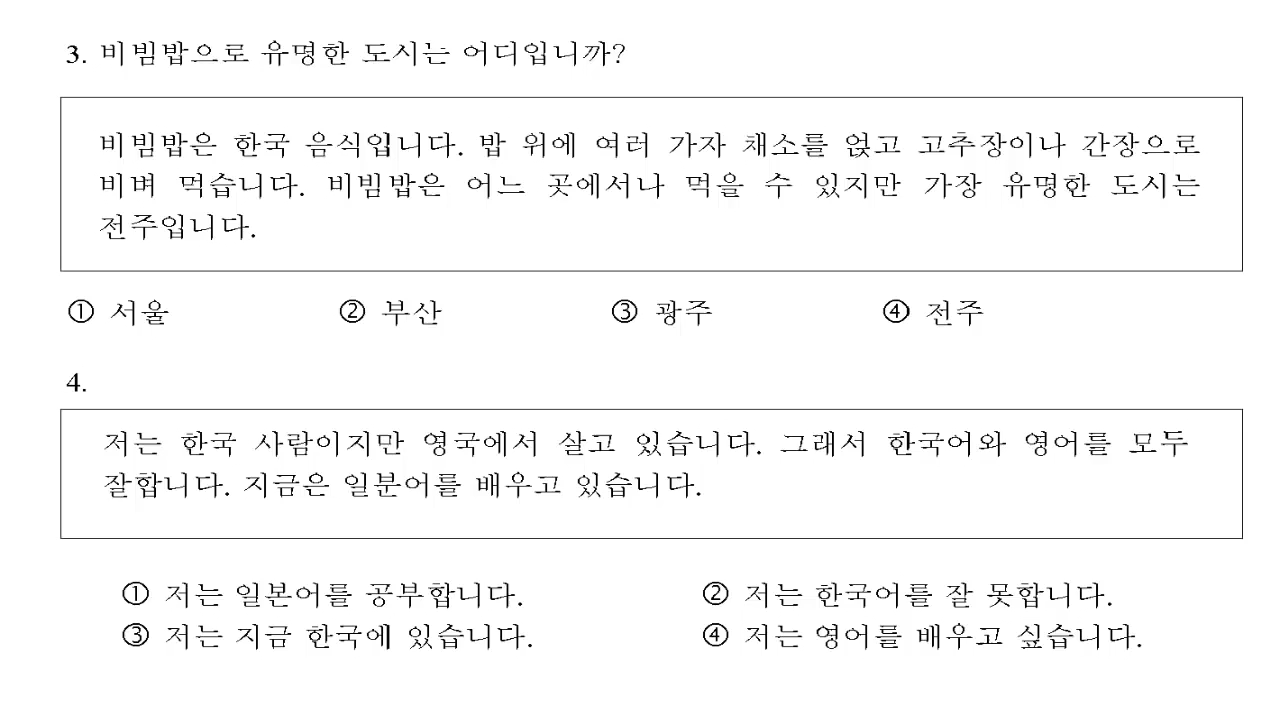 3. 비빔밥으로 유명한 도시는 어디입니까?
비빔밥은 한국 음식입니다. 밥 위에 여러 가자 채소를 얹고 고추장이나 간장으로
비벼 먹습니다. 비빔밥은 어느 곳에서나 먹을 수 있지만 가장 유명한 도시는
전주입니다.
① 서울 ② 부산 ③ 광주 ④ 전주
4.
저는 한국 사람이지만 영국에서 살고 있습니다. 그래서 한국어와 영어를 모두
잘합니다. 지금은 일분어를 배우고 있습니다.
① 저는 일본어를 공부합니다. ② 저는 한국어를 잘 못합니다.
③ 저는 지금 한국에 있습니다. ④ 저는 영어를 배우고 싶습니다.